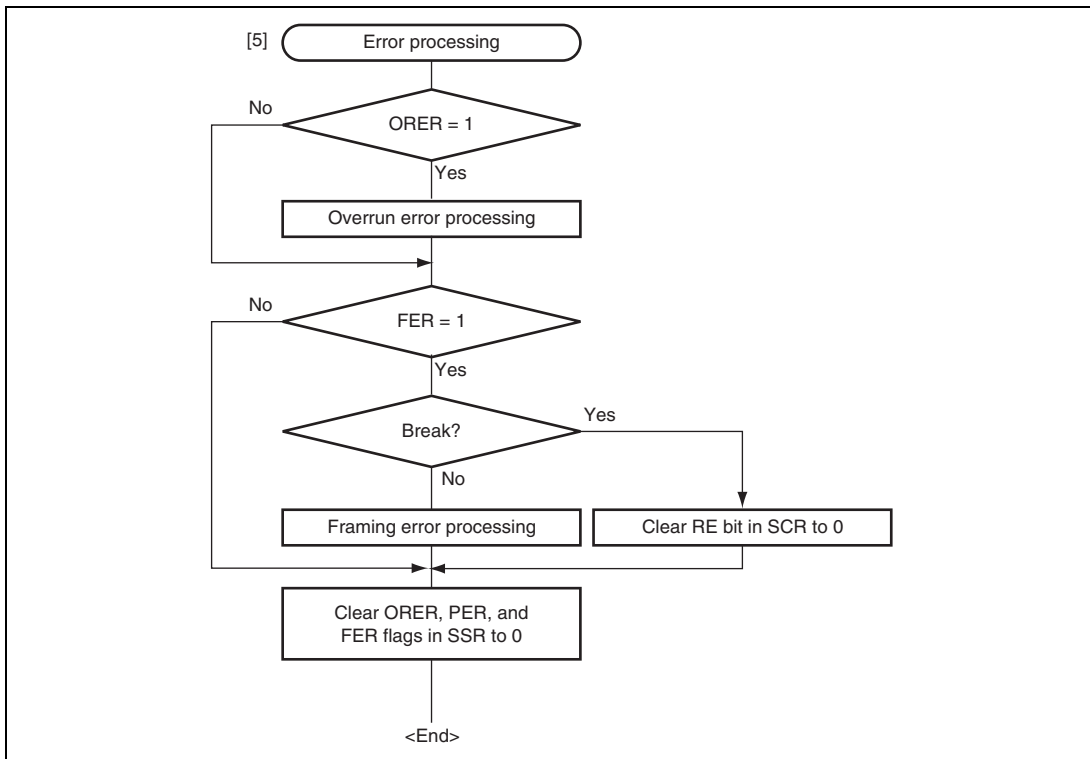 [5] Error processing
No
ORER = 1
Yes
Overrun error processing
No
FER = 1
Yes
Break?
Yes
No
Framing error processing
Clear RE bit in SCR to 0
Clear ORER, PER, and
FER flags in SSR to 0
<End>